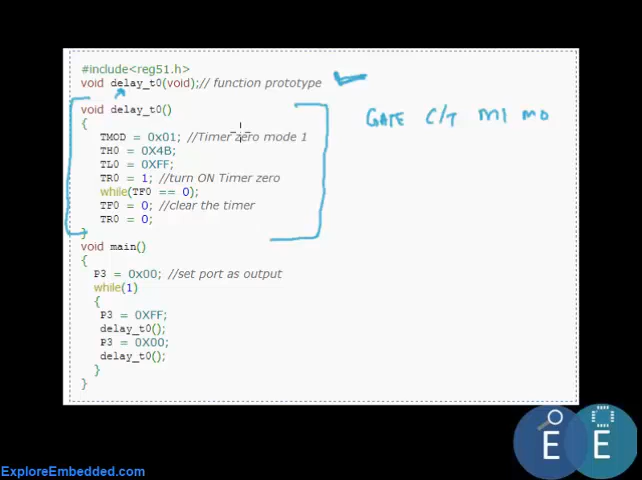 #include<reg51.h>
void delay_t0(void);// function prototype
void delay_t0()
{
TMOD = 0x01; //Timer zero mode 1
TH0 = 0X4B;
TL0 = 0XFF;
TR0 = 1; //turn ON Timer zero
while(TF0 == 0);
TF0 = 0; //clear the timer
TR0 = 0;
}
void main()
{
P3 = 0x00; //set port as output
while(1)
{
P3 = 0XFF;
delay_t0();
P3 = 0X00;
delay_t0();
}
}
GATE C/T M1 M0
E E
ExploreEmbedded.com